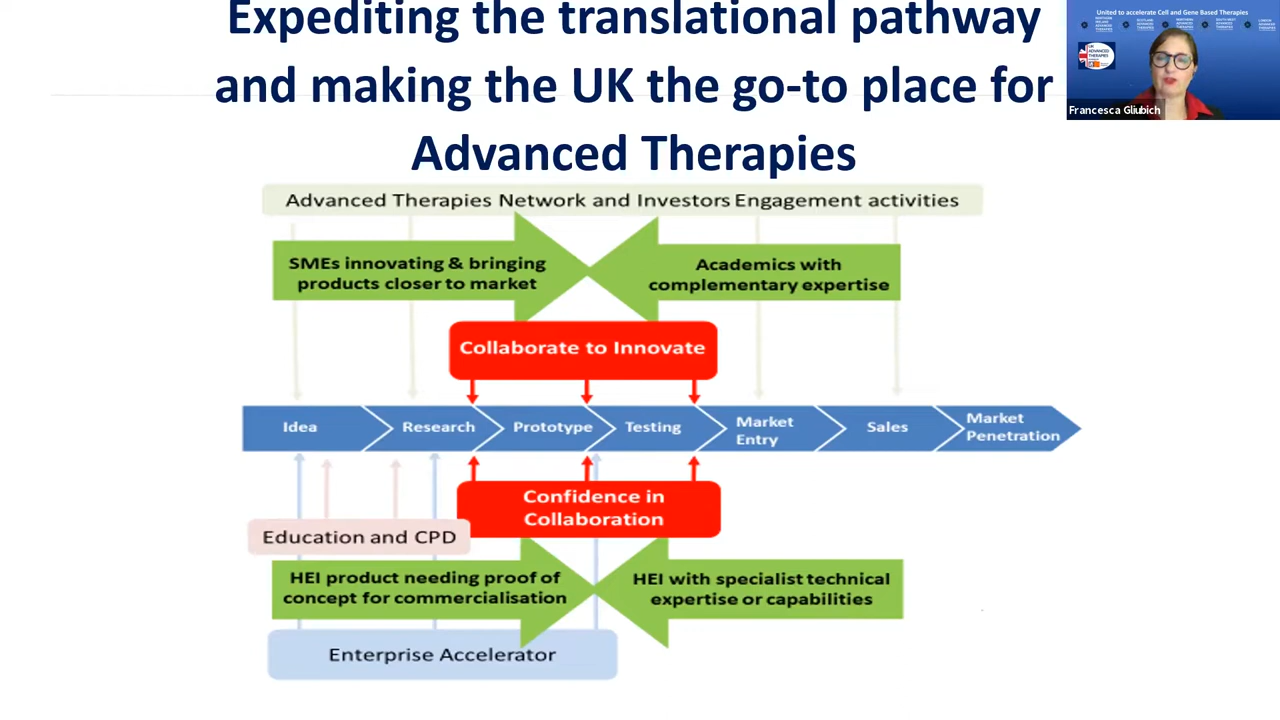 Expediting the translational pathway
and making the UK the go-to place for
Advanced Therapies
United to accelerate Cell and Gene Based Therapies
UK
ADVANCED
THERAPIES
Francesca Gliubich
Advanced Therapies Network and Investors Engagement activities
SMEs innovating & bringing
products closer to market
Academics with
complementary expertise
Collaborate to Innovate
Idea
Research
Prototype
Testing
Market
Entry
Sales
Market
Penetration
Confidence in
Collaboration
Education and CPD
HEI product needing proof of
concept for commercialisation
HEI with specialist technical
expertise or capabilities
Enterprise Accelerator